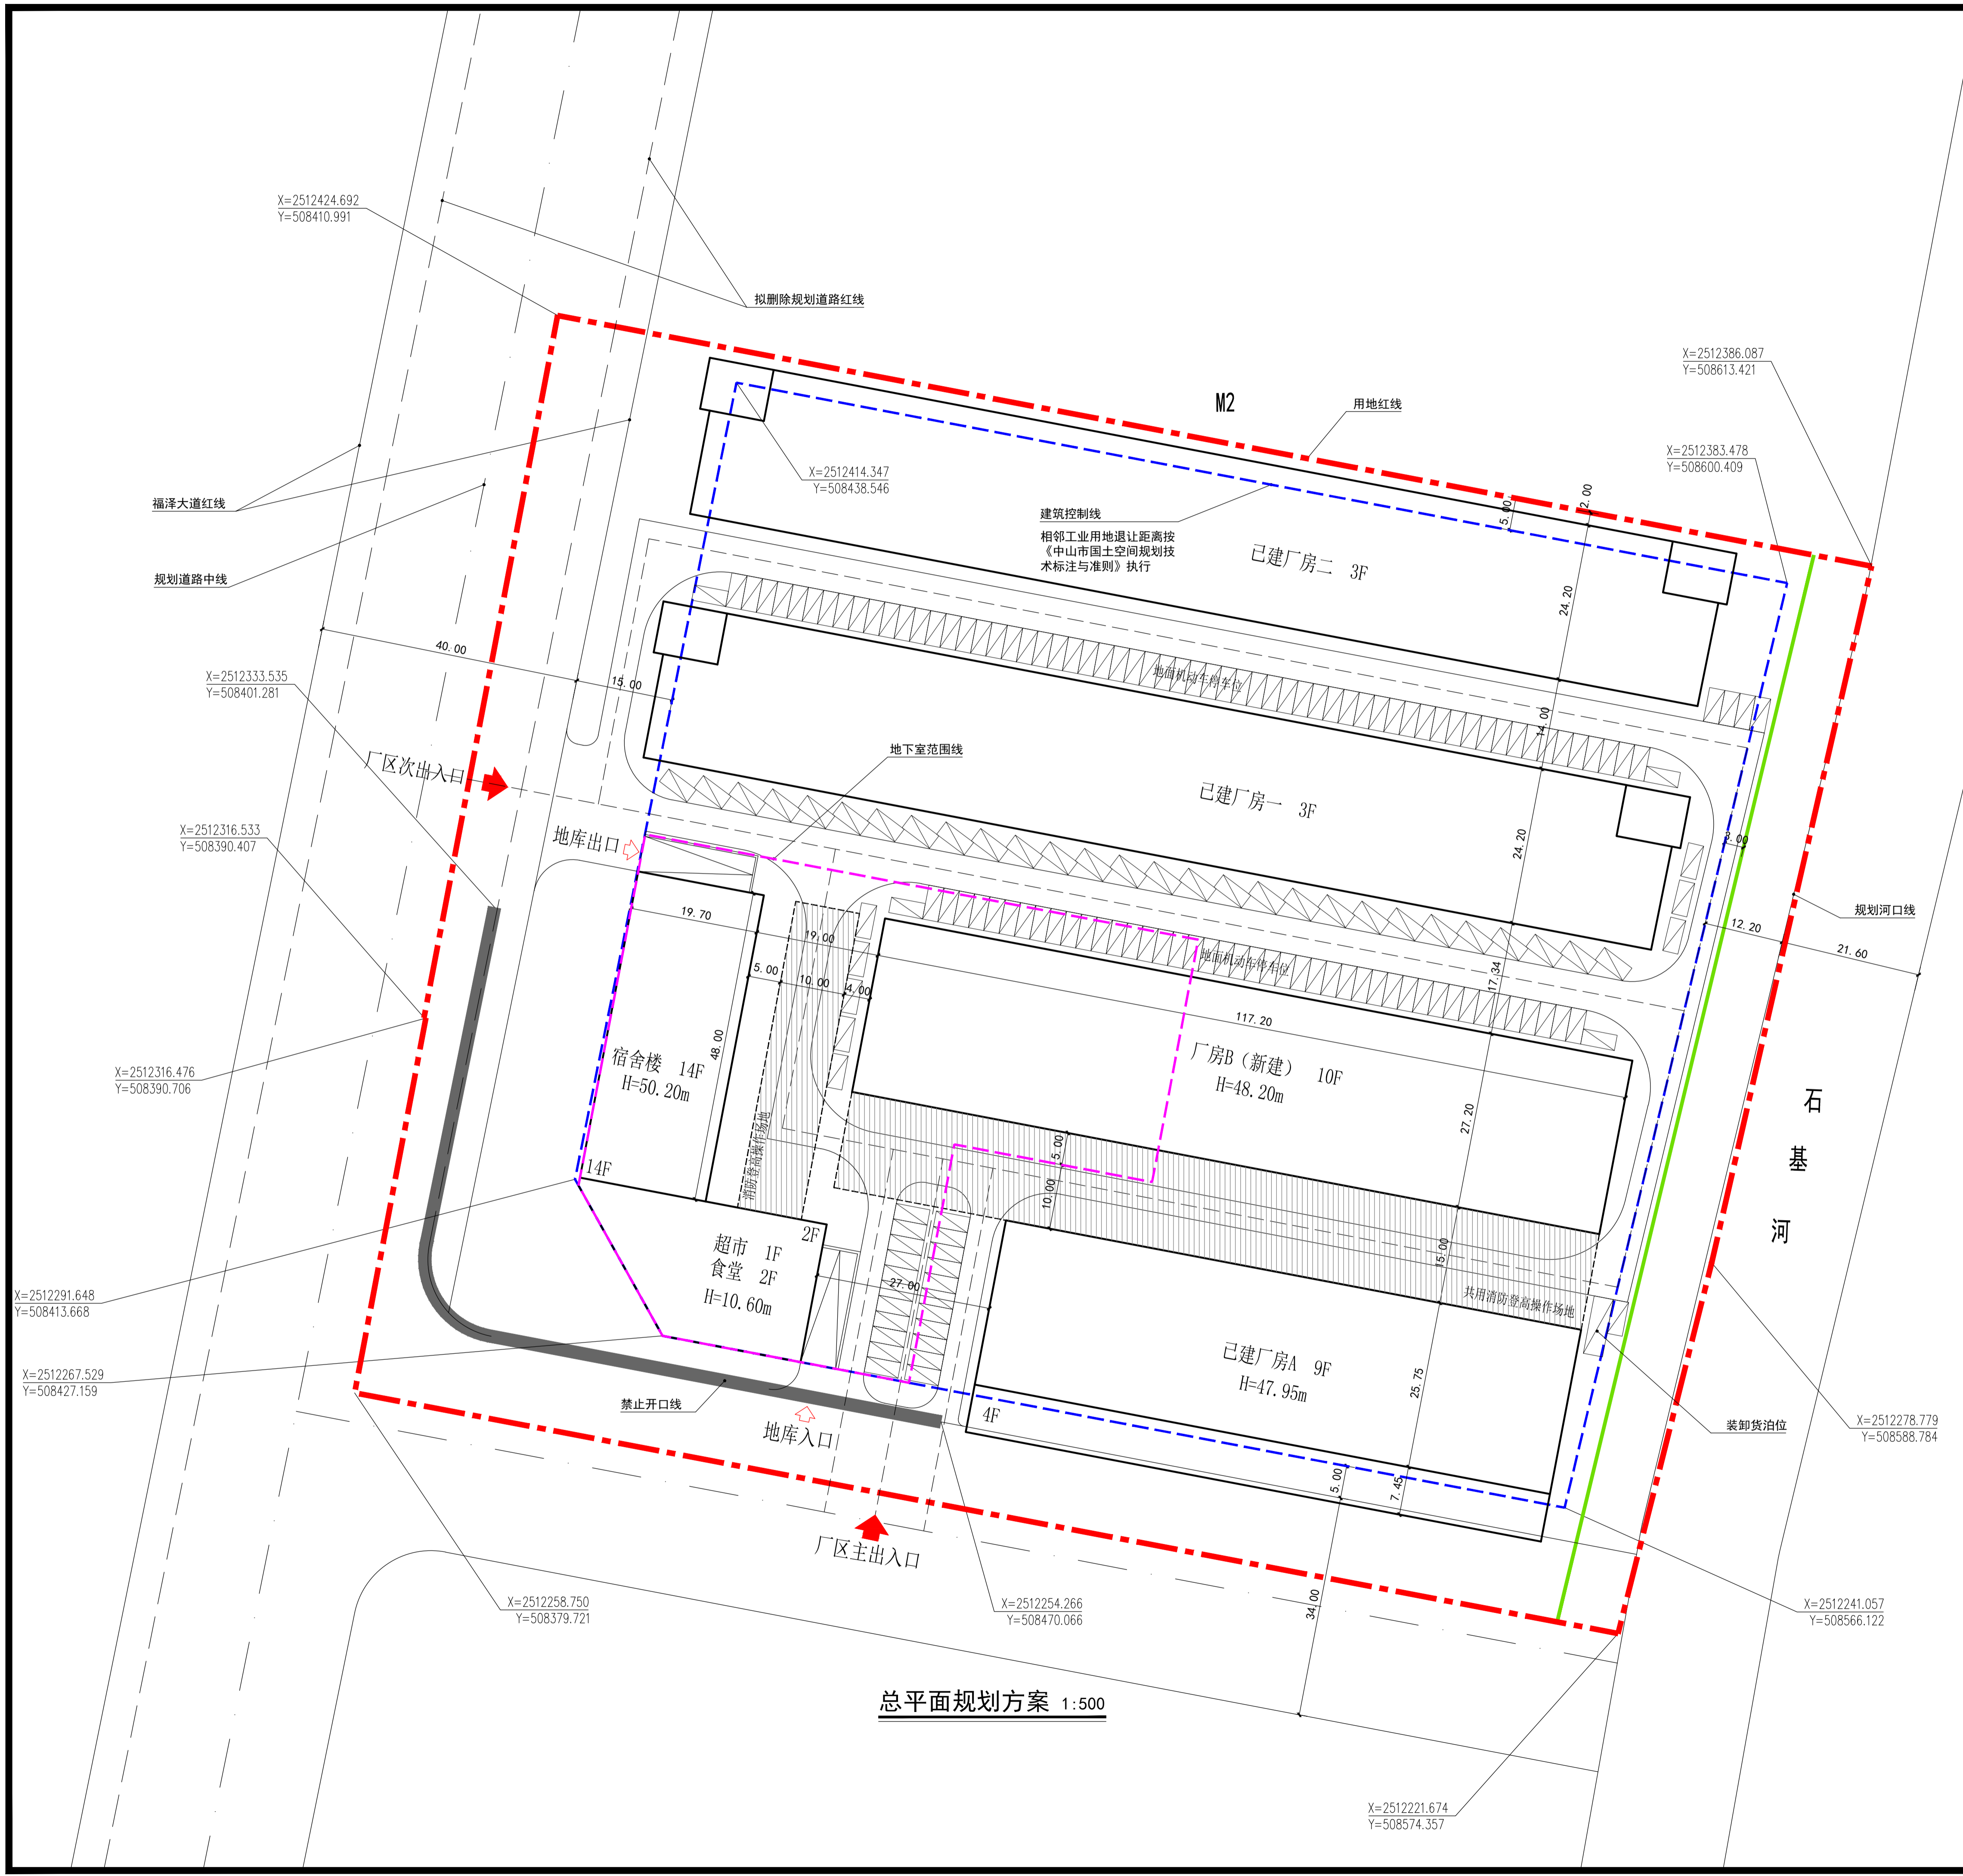 X=2512424.692
Y=508410.991
拟删除规划道路红线
X=2512386.087
Y=508613.421
M2
用地红线
X=2512383.478
Y=508600.409
X=2512414.347
Y=508438.546
福泽大道红线
建筑控制线
相邻工业用地退让距离按
《中山市国土空间规划技
术标注与准则》执行
5.00
2.00
已建厂房二 3F
规划道路中线
24.20
40.00
15.00
X=2512333.535
Y=508401.281
地面机动车停车位
14.00
地下室范围线
厂区次出入口
已建厂房一 3F
X=2512316.533
Y=508390.407
地库出口
24.20
3.00
19.70
19.00
规划河口线
12.20
21.60
5.00
10.00
4.00
地面机动车停车位
17.34
117.20
48.00
宿舍楼 14F
H=50.20m
厂房B（新建） 10F
H=48.20m
X=2512316.476
Y=508390.706
石
基
河
27.20
消防登高操作场地
5.00
14F
10.00
2F
超市 1F
食堂 2F
H=10.60m
15.00
27.00
共用消防登高操作场地
X=2512291.648
Y=508413.668
已建厂房A 9F
H=47.95m
25.75
X=2512267.529
Y=508427.159
禁止开口线
4F
地库入口
装卸货泊位
X=2512278.779
Y=508588.784
5.00
7.45
厂区主出入口
X=2512258.750
Y=508379.721
X=2512254.266
Y=508470.066
34.00
X=2512241.057
Y=508566.122
总平面规划方案 1:500
X=2512221.674
Y=508574.357